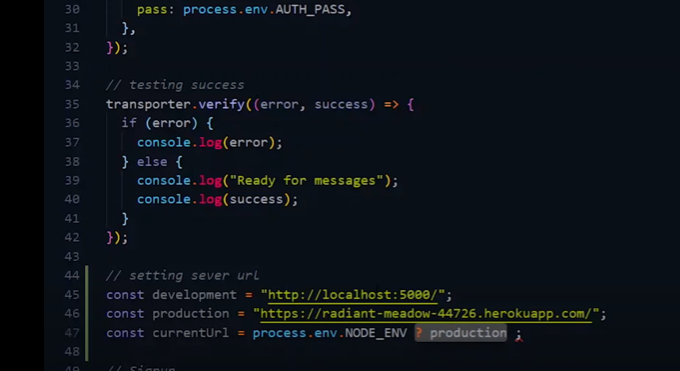 30 pass: process.env.AUTH_PASS,
31 },
32 });
33
34 // testing success
35 transporter.verify((error, success) => {
36 if (error) {
37 console.log(error);
38 } else {
39 console.log("Ready for messages");
40 console.log(success);
41 }
42 });
43
44 // setting sever url
45 const development = "http://localhost:5000/";
46 const production = "https://radiant-meadow-44726.herokuapp.com/";
47 const currentUrl = process.env.NODE_ENV ? production ;
48
49 // Signup